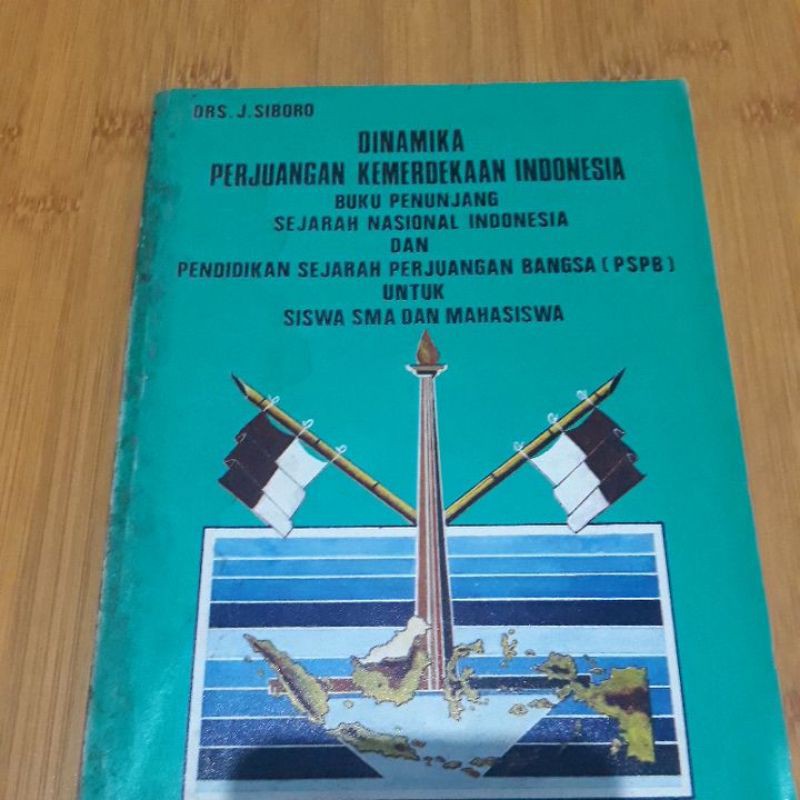 DRS. J. SIBORO
DINAMIKA
PERJUANGAN KEMERDEKAAN INDONESIA
BUKU PENUNJANG
SEJARAH NASIONAL INDONESIA
DAN
PENDIDIKAN SEJARAH PERJUANGAN BANGSA (PSPB)
UNTUK
SISWA SMA DAN MAHASISWA